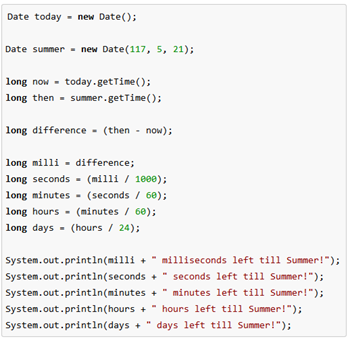 Date today = new Date();
Date summer = new Date(117, 5, 21);
long now = today.getTime();
long then = summer.getTime();
long difference = (then - now);
long milli = difference;
long seconds = (milli / 1000);
long minutes = (seconds / 60);
long hours = (minutes / 60);
long days = (hours / 24);
System.out.println(milli + " milliseconds left till Summer!");
System.out.println(seconds + " seconds left till Summer!");
System.out.println(minutes + " minutes left till Summer!");
System.out.println(hours + " hours left till Summer!");
System.out.println(days + " days left till Summer!");